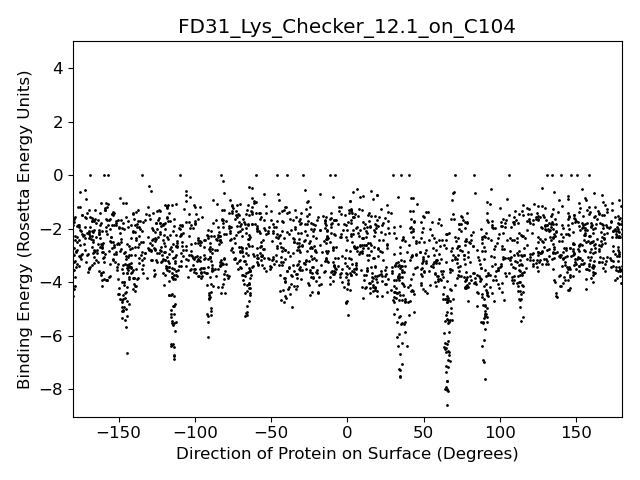 FD31_Lys_Checker_12.1_on_C104
Binding Energy (Rosetta Energy Units)
4
2
0
−2
−4
−6
−8
−150 −100 −50 0 50 100 150
Direction of Protein on Surface (Degrees)